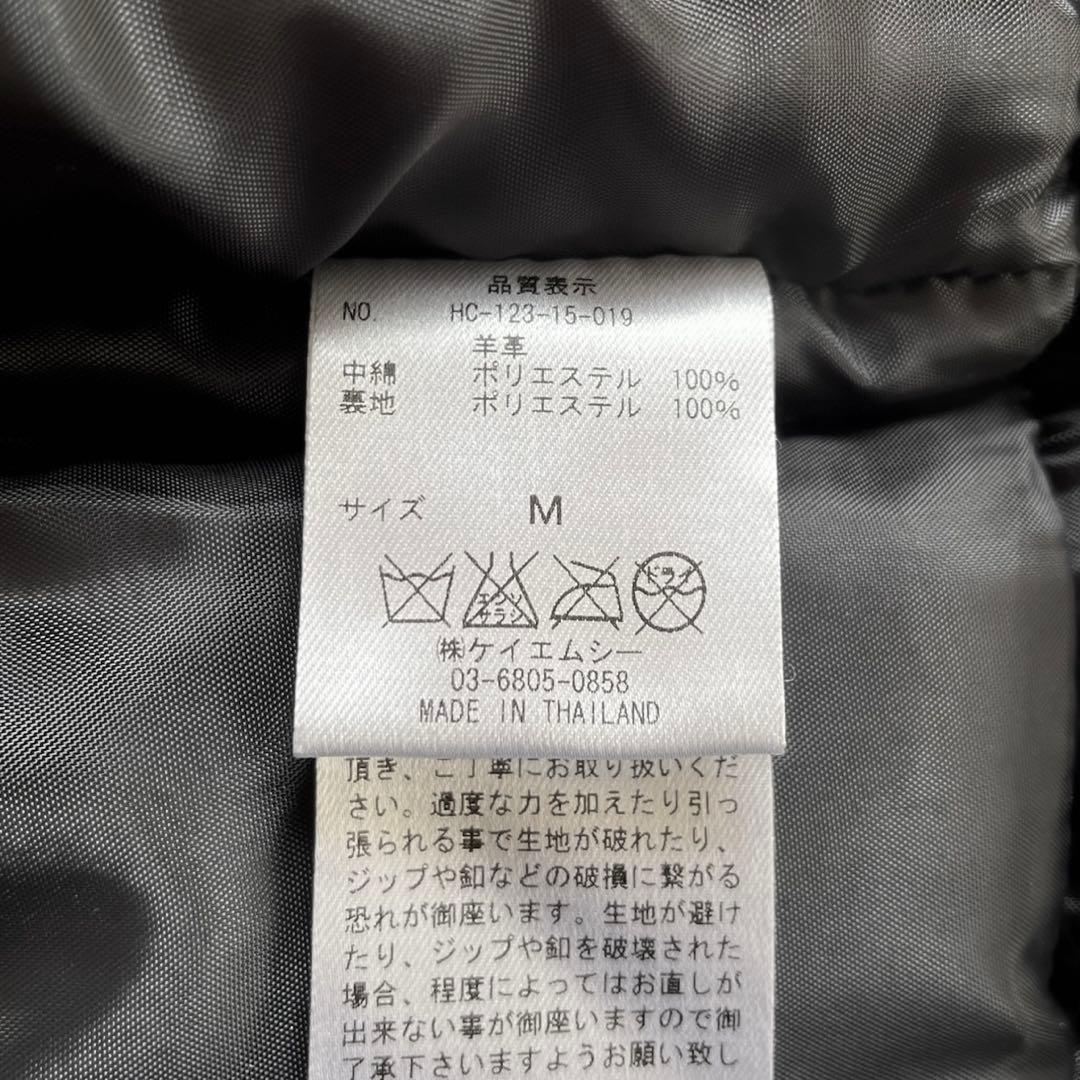 品質表示
NO. HC-123-15-019
羊革
中綿 ポリエステル 100%
裏地 ポリエステル 100%
サイズ M
エンソサラシ
ドライ
㈱ケイエムシー
03-6805-0858
MADE IN THAILAND
頂き、ご丁寧にお取り扱いくだ
さい。過度な力を加えたり引っ
張られる事で生地が破れたり、
ジップや釦などの破損に繋がる
恐れが御座います。生地が避け
たり、ジップや釦を破壊された
場合、程度によってはお直しが
出来ない事が御座いますので御
了承下さいますようお願い致し